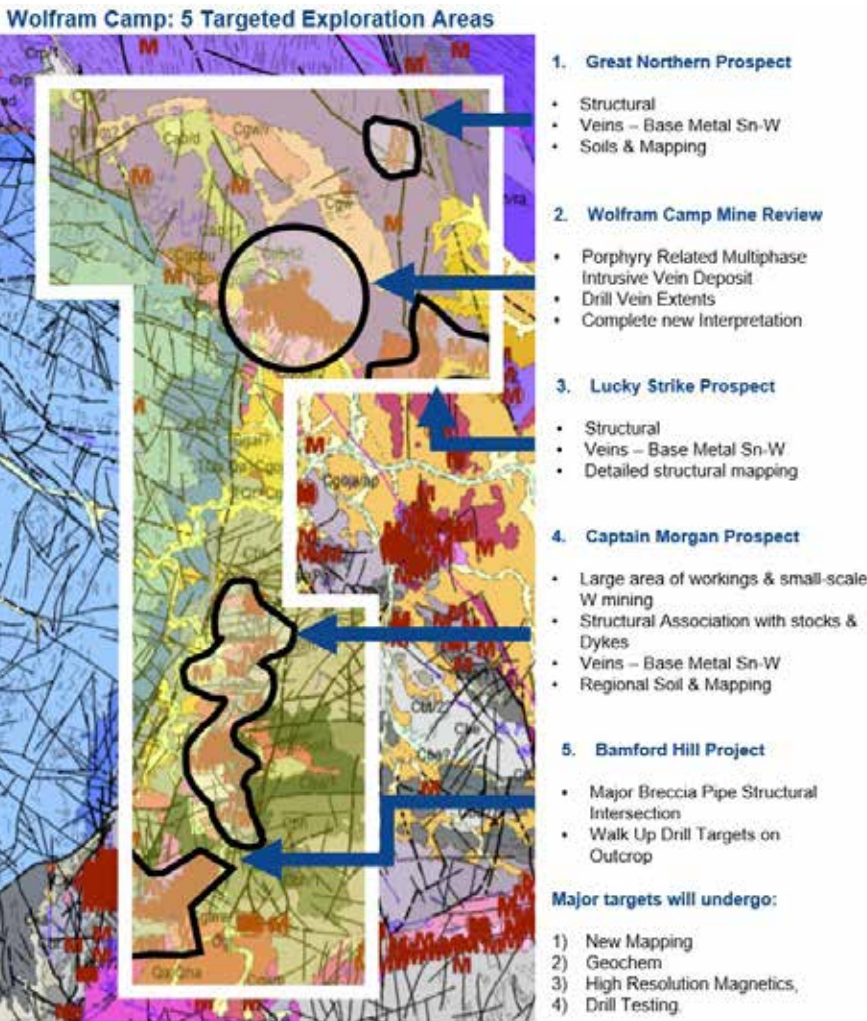 Wolfram Camp: 5 Targeted Exploration Areas
1. Great Northern Prospect
• Structural
• Veins – Base Metal Sn-W
• Soils & Mapping
2. Wolfram Camp Mine Review
• Porphyry Related Multiphase
Intrusive Vein Deposit
• Drill Vein Extents
• Complete new Interpretation
3. Lucky Strike Prospect
• Structural
• Veins – Base Metal Sn-W
• Detailed structural mapping
4. Captain Morgan Prospect
• Large area of workings & small-scale
W mining
• Structural Association with stocks &
Dykes
• Veins – Base Metal Sn-W
• Regional Soil & Mapping
5. Bamford Hill Project
• Major Breccia Pipe Structural
Intersection
• Walk Up Drill Targets on
Outcrop
Major targets will undergo:
1) New Mapping
2) Geochem
3) High Resolution Magnetics,
4) Drill Testing.